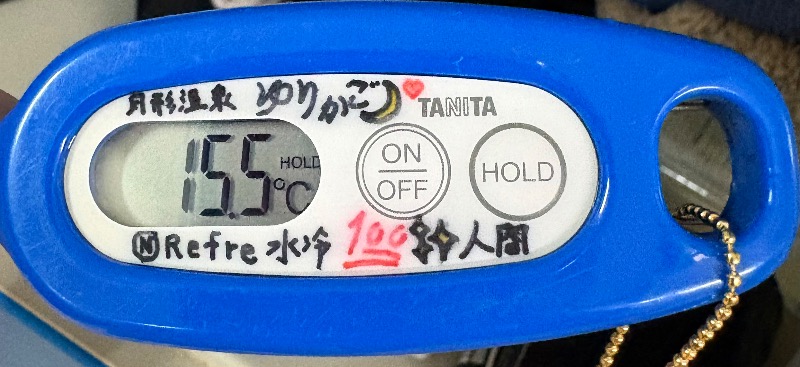 月形温泉 ゆりかご
TANITA
15.5°C HOLD
ON
OFF
HOLD
N Refre 水冷 100 人間